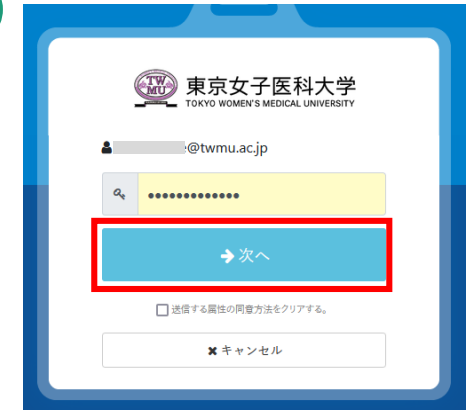 TW
MU
東京女子医科大学
TOKYO WOMEN'S MEDICAL UNIVERSITY
@twmu.ac.jp
•••••••••••••
➔次へ
送信する属性の同意方法をクリアする。
✖キャンセル